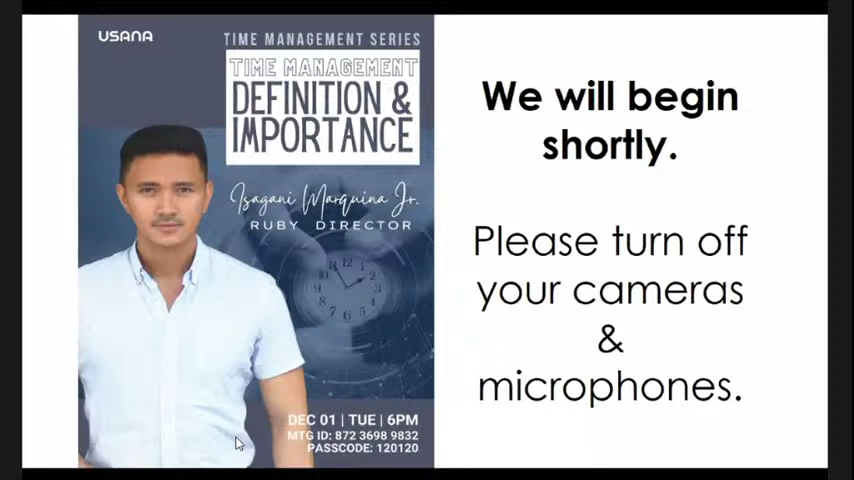 USANA
TIME MANAGEMENT SERIES
TIME MANAGEMENT
DEFINITION &
IMPORTANCE
Isagani Marquina Jr.
RUBY DIRECTOR
DEC 01 | TUE | 6PM
MTG ID: 872 3698 9832
PASSCODE: 120120
We will begin
shortly.
Please turn off
your cameras
&
microphones.